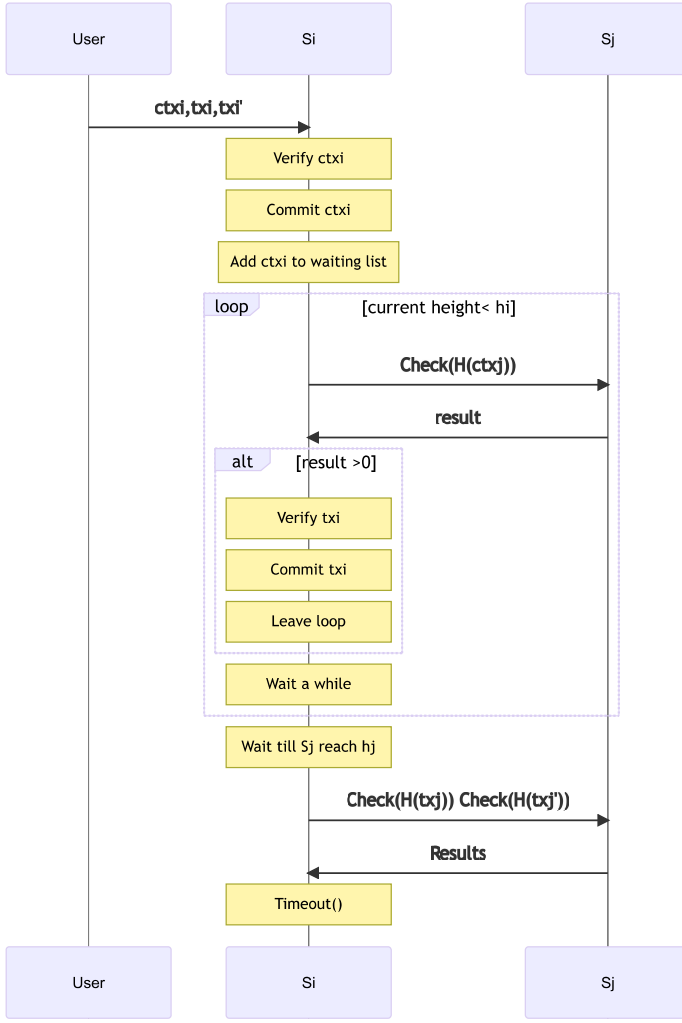 User Si Sj
ctxi,txi,txi'
Verify ctxi
Commit ctxi
Add ctxi to waiting list
loop [current height< hi]
Check(H(ctxj))
result
alt [result >0]
Verify txi
Commit txi
Leave loop
Wait a while
Wait till Sj reach hj
Check(H(txj)) Check(H(txj'))
Results
Timeout()
User Si Sj